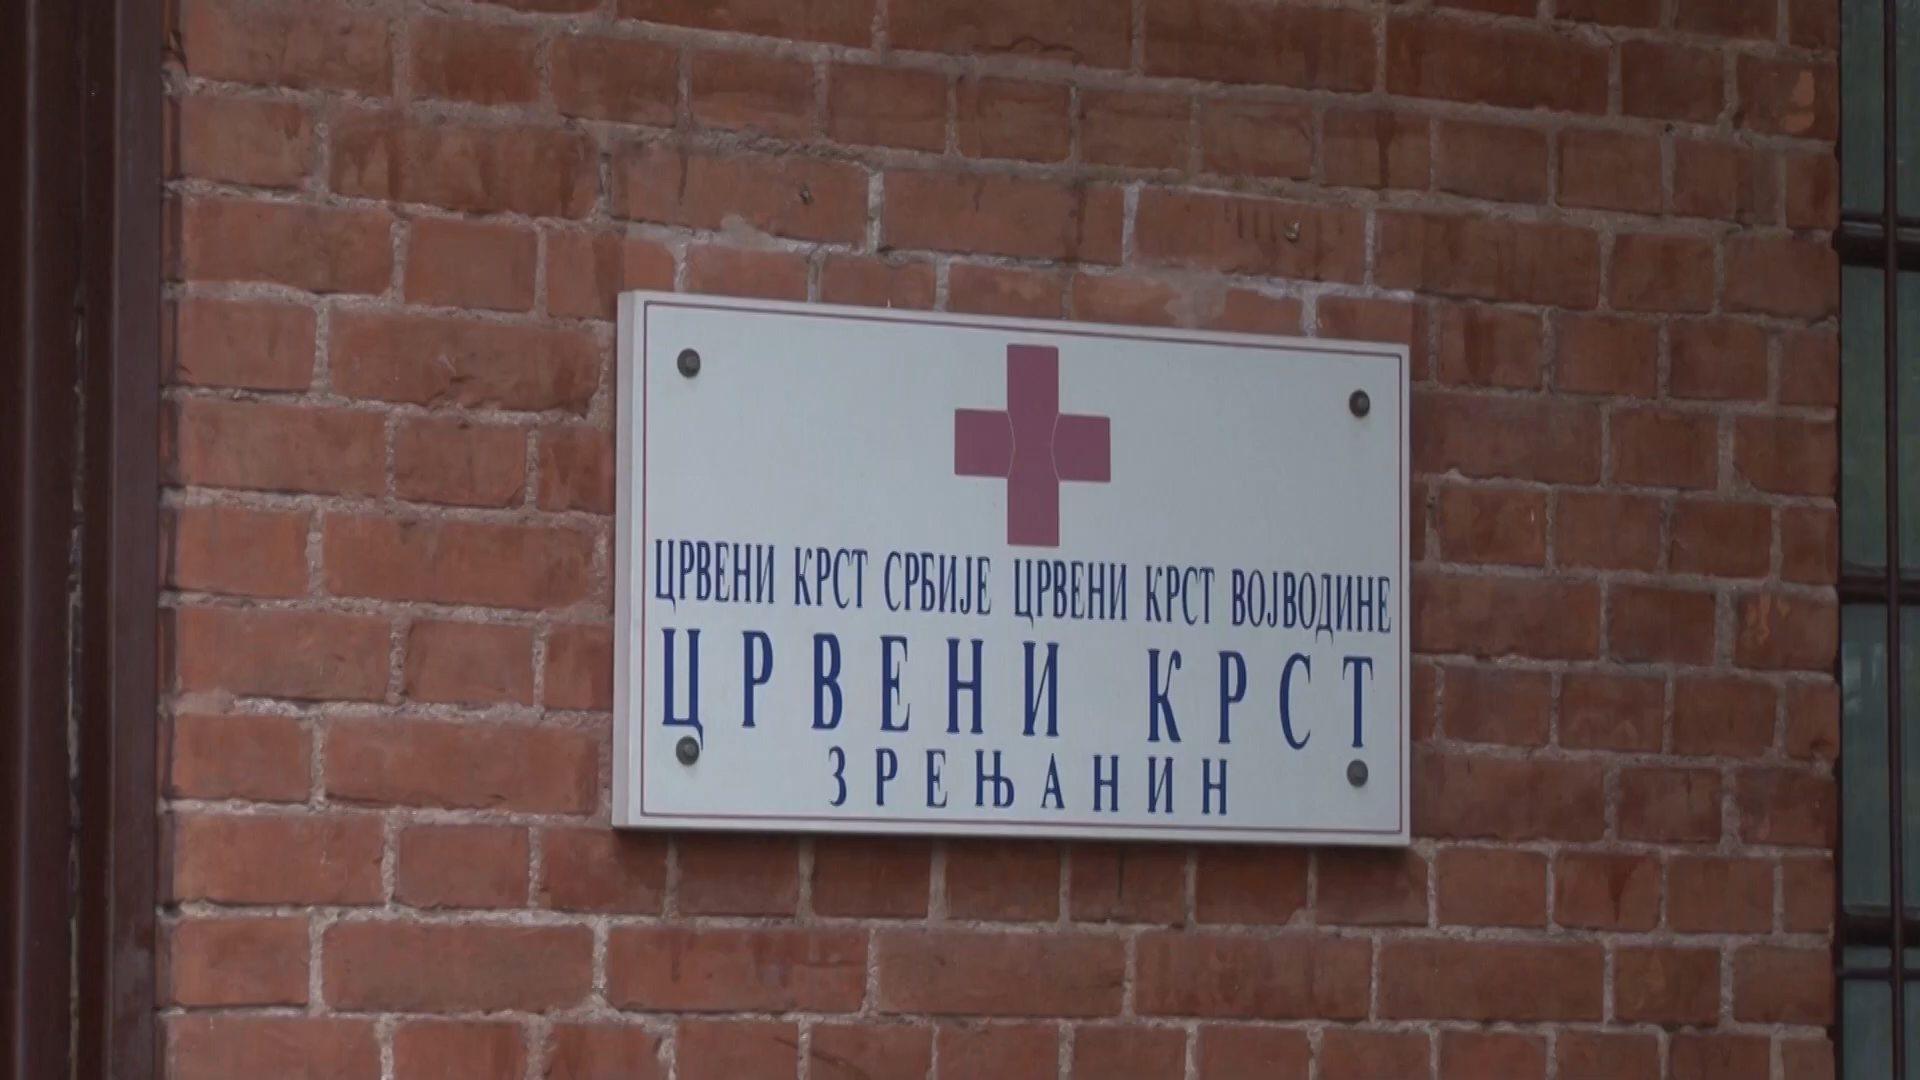 ЦРВЕНИ КРСТ СРБИЈЕ ЦРВЕНИ КРСТ ВОЈВОДИНЕ
ЦРВЕНИ КРСТ
ЗРЕЊАНИН